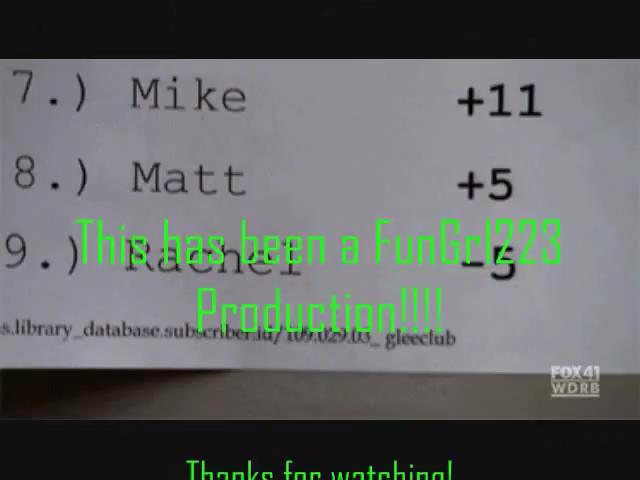 7.) Mike +11
8.) Matt +5
9.) Rachel -5
This has been a FunGrl223
Production!!!!
s.library_database.subscriber.id/109.029.03_ gleeclub
FOX 41
WDRB
Thanks for watching!